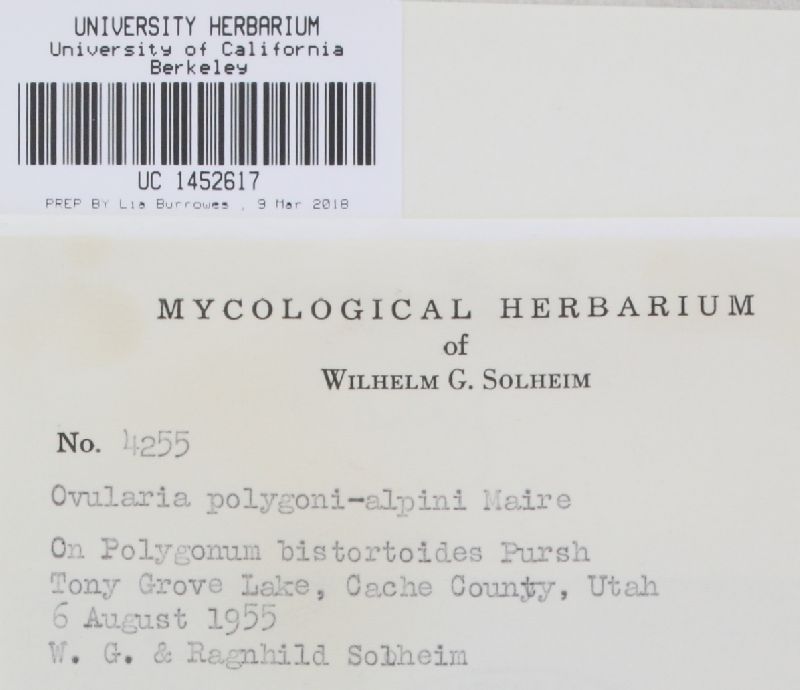 UNIVERSITY HERBARIUM
University of California
Berkeley
UC 1452617
PREP BY Lia Burrowes , 9 Mar 2018
MYCOLOGICAL HERBARIUM
of
WILHELM G. SOLHEIM
No. 4255
Ovularia polygoni-alpini Maire
On Polygonum bistortoides Pursh
Tony Grove Lake, Cache County, Utah
6 August 1955
W. G. & Ragnhild Solheim